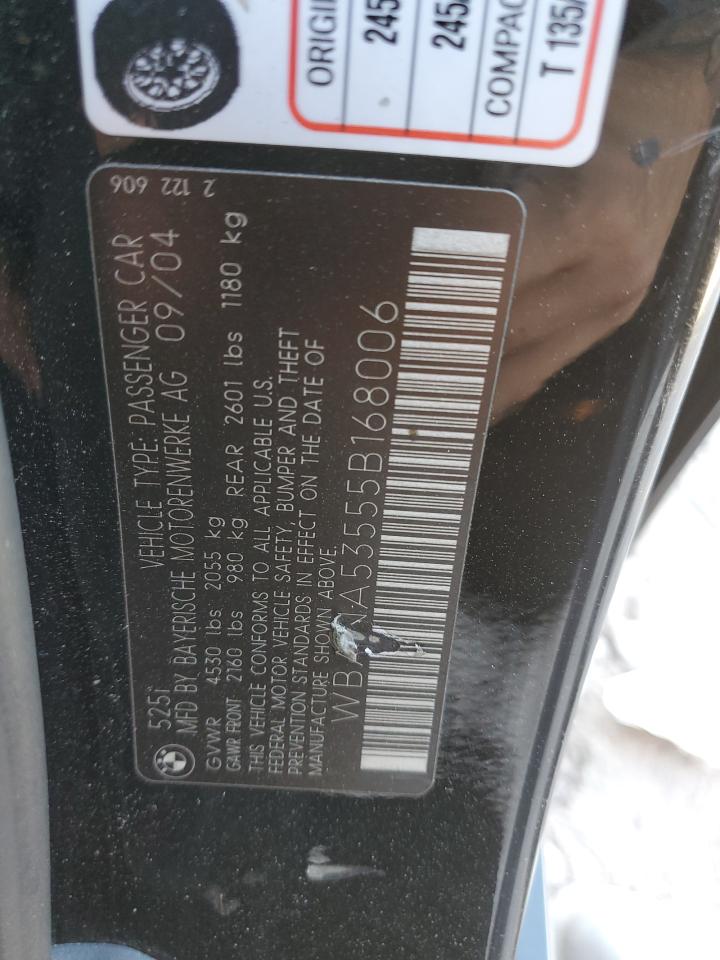 ORIGI
245
245
COMPAC
T 135/
2 122 606
525i VEHICLE TYPE: PASSENGER CAR
MFD BY BAYERISCHE MOTORENWERKE AG 09/04
GVWR 4530 lbs 2055 kg
GAWR FRONT 2160 lbs 980 kg REAR 2601 lbs 1180 kg
THIS VEHICLE CONFORMS TO ALL APPLICABLE U.S.
FEDERAL MOTOR VEHICLE SAFETY, BUMPER AND THEFT
PREVENTION STANDARDS IN EFFECT ON THE DATE OF
MANUFACTURE SHOWN ABOVE.
WBA A53555B168006